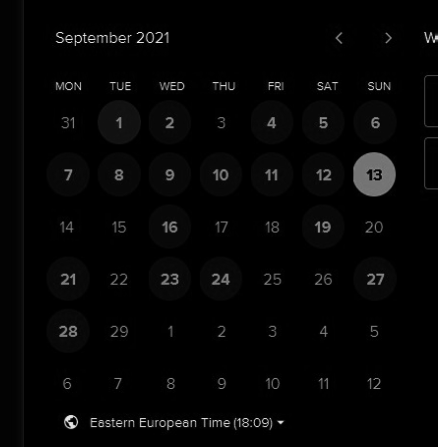 September 2021
MON TUE WED THU FRI SAT SUN
31 1 2 3 4 5 6
7 8 9 10 11 12 13
14 15 16 17 18 19 20
21 22 23 24 25 26 27
28 29 1 2 3 4 5
6 7 8 9 10 11 12
Eastern European Time (18:09)